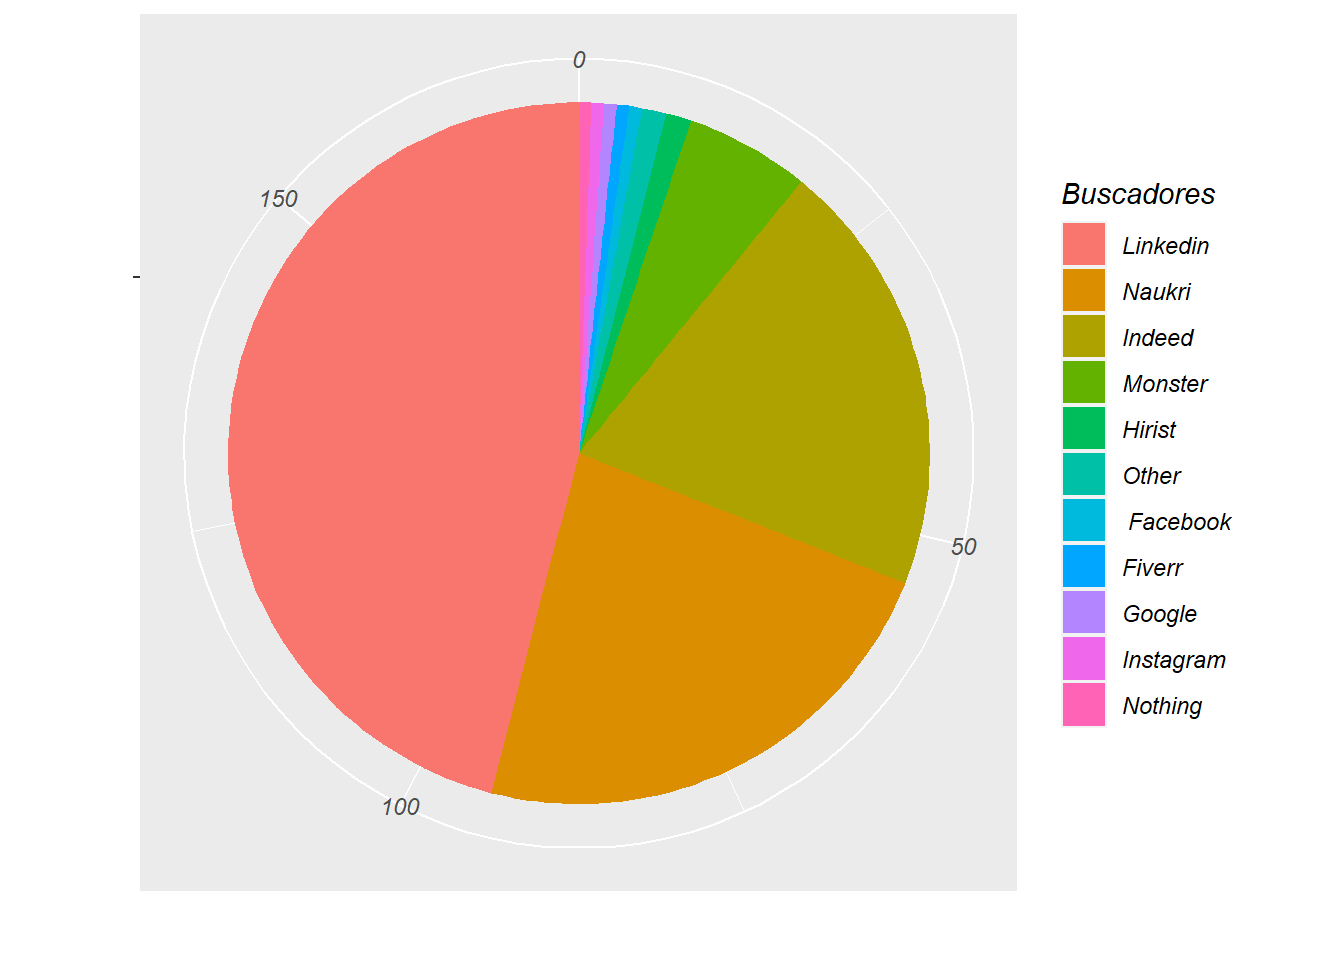 0
150
50
100
Buscadores
Linkedin
Naukri
Indeed
Monster
Hirist
Other
Facebook
Fiverr
Google
Instagram
Nothing